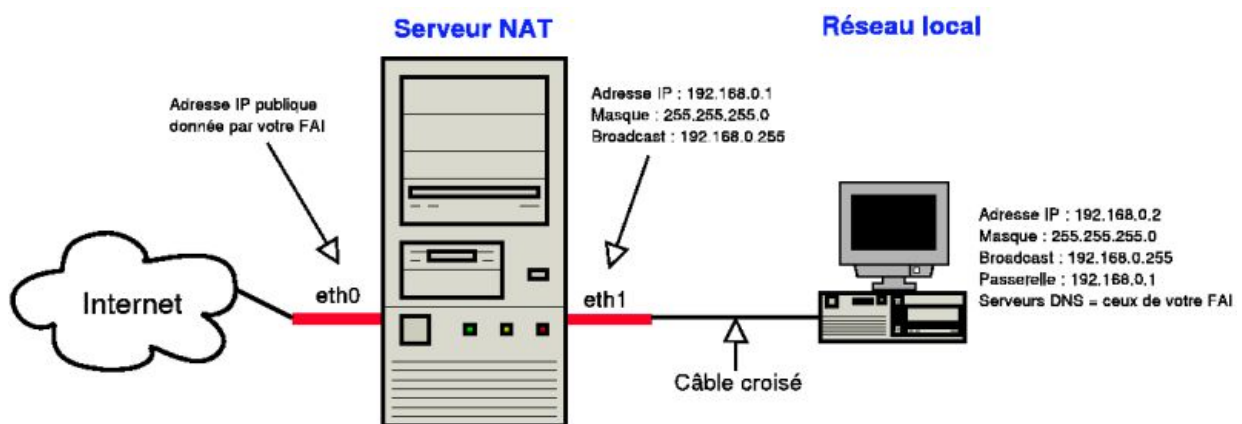 Serveur NAT
Réseau local
Adresse IP publique
donnée par votre FAI
Adresse IP : 192.168.0.1
Masque : 255.255.255.0
Broadcast : 192.168.0.255
Adresse IP : 192.168.0.2
Masque : 255.255.255.0
Broadcast : 192.168.0.255
Passerelle : 192.168.0.1
Serveurs DNS = ceux de votre FAI
Internet
eth0
eth1
Câble croisé